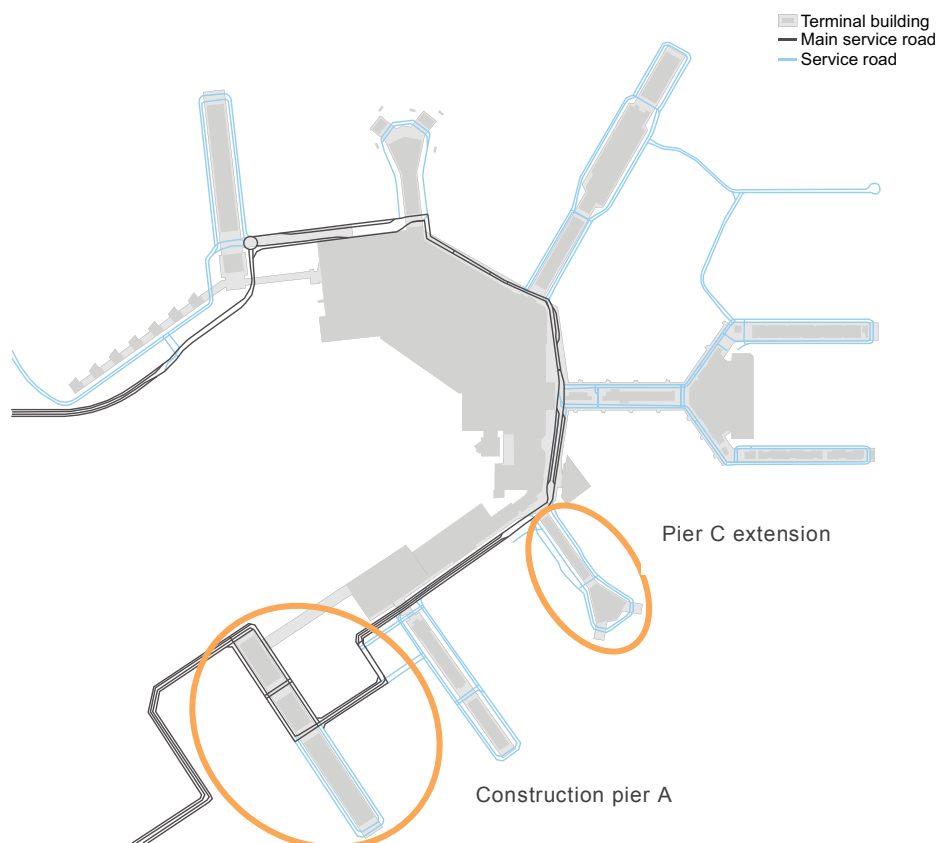 Terminal building
Main service road
Service road
Pier C extension
Construction pier A